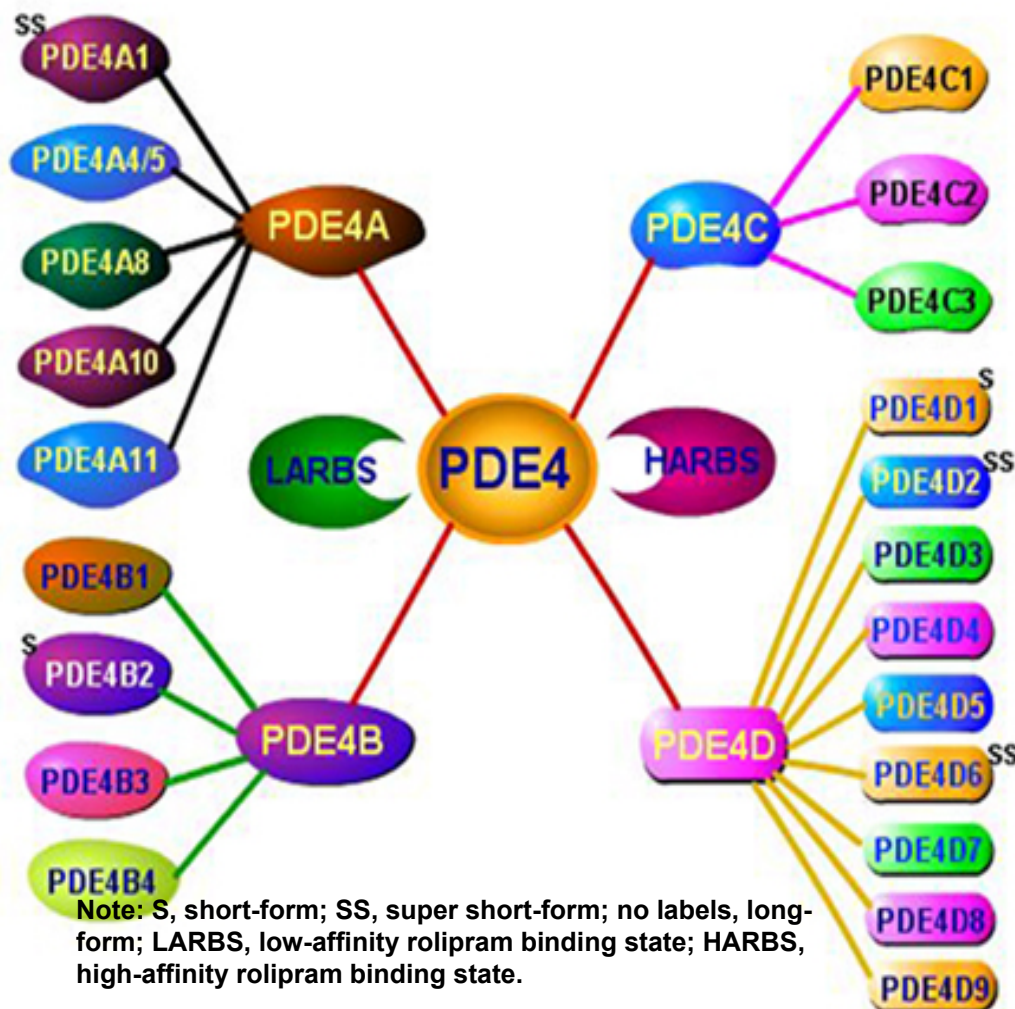 SS
PDE4A1
PDE4A4/5
PDE4A8
PDE4A10
PDE4A11
PDE4A
PDE4C
PDE4C1
PDE4C2
PDE4C3
LARBS
PDE4
HARBS
PDE4B1
S
PDE4B2
PDE4B3
PDE4B4
PDE4B
PDE4D
PDE4D1
S
PDE4D2
SS
PDE4D3
PDE4D4
PDE4D5
PDE4D6
SS
PDE4D7
PDE4D8
PDE4D9
Note: S, short-form; SS, super short-form; no labels, long-
form; LARBS, low-affinity rolipram binding state; HARBS,
high-affinity rolipram binding state.